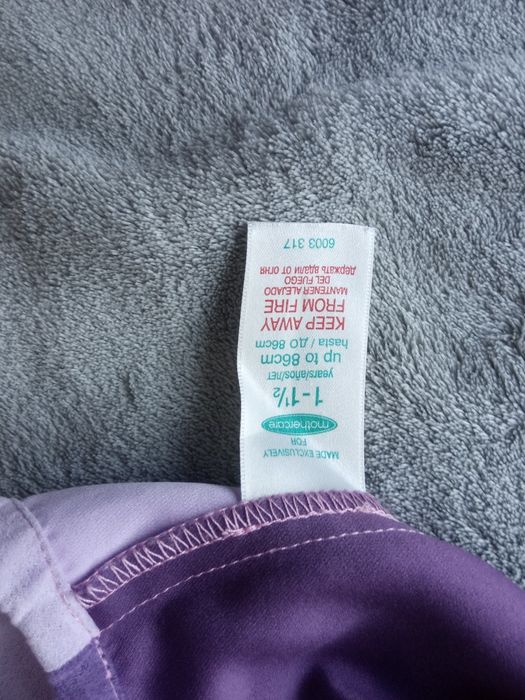 MADE EXCLUSIVELY
FOR
mothercare
1-1½
years/años/ЛЕТ
up to 86cm
hasta / ДО 86cm
KEEP AWAY
FROM FIRE
MANTENER ALEJADO
DEL FUEGO
держать вдали от огня
6003 317